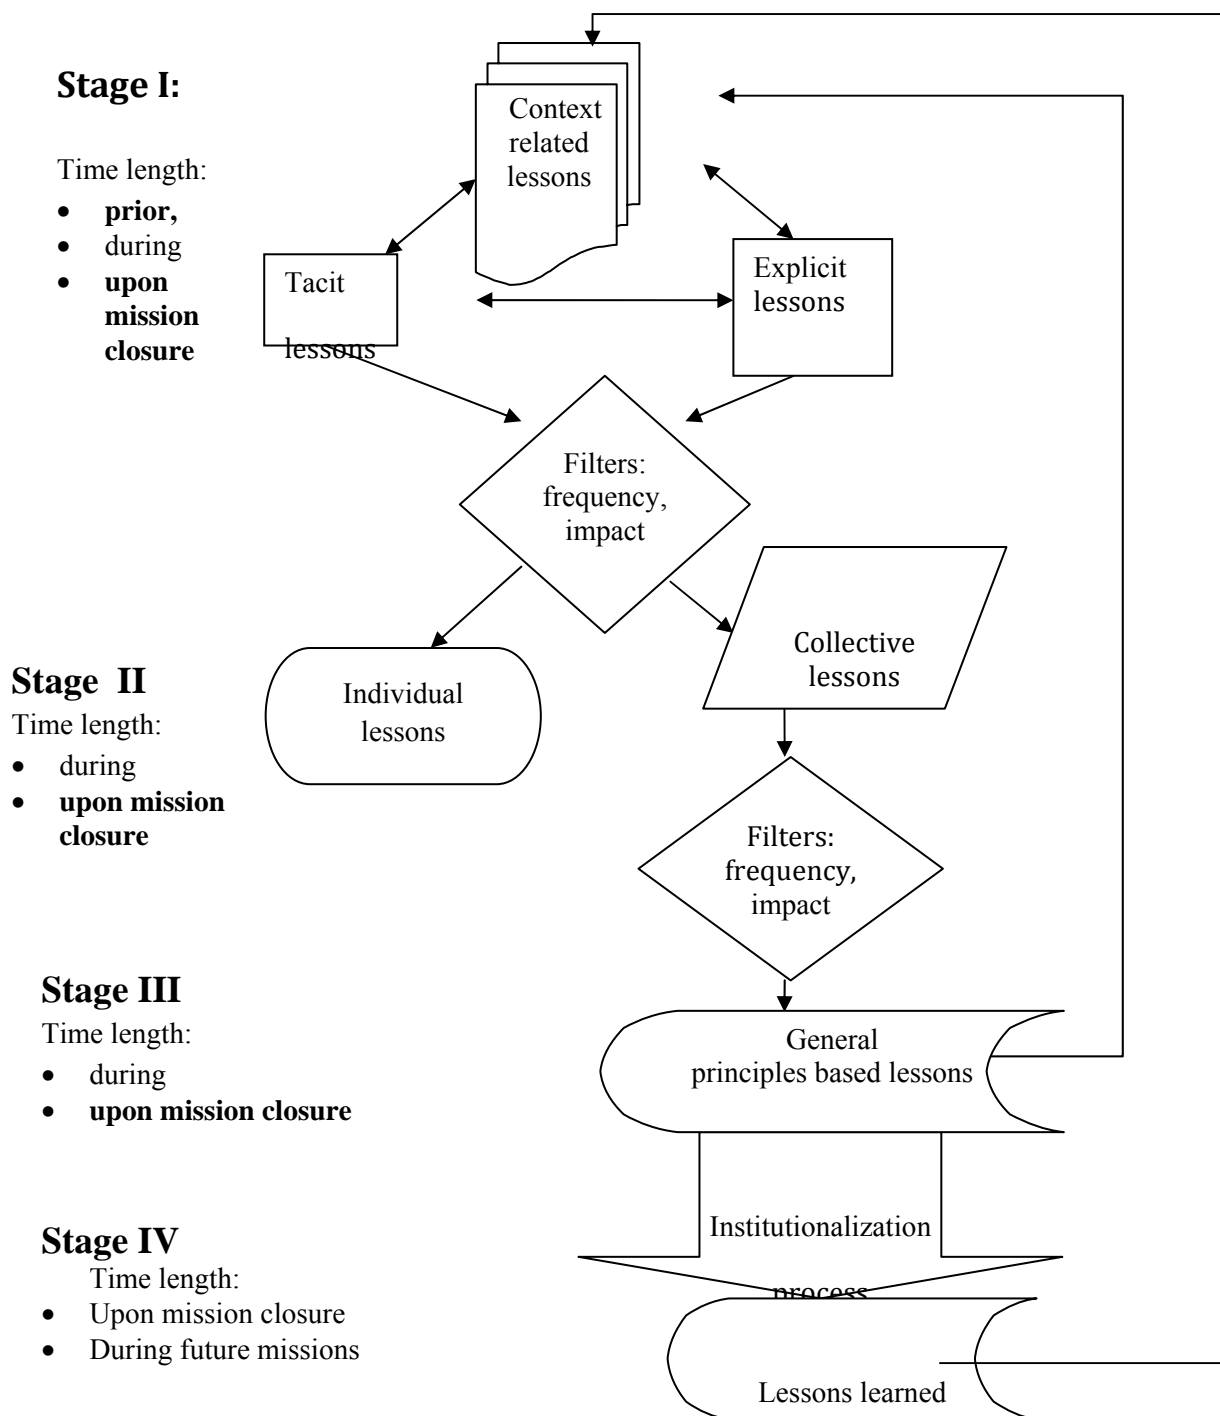 Stage I:
Time length:
• prior,
• during
• upon
mission
closure
Context
related
lessons
Tacit
lessons
Explicit
lessons
Filters:
frequency,
impact
Stage II
Time length:
• during
• upon mission
closure
Individual
lessons
Collective
lessons
Filters:
frequency,
impact
Stage III
Time length:
• during
• upon mission closure
General
principles based lessons
Stage IV
Time length:
• Upon mission closure
• During future missions
Institutionalization
process
Lessons learned